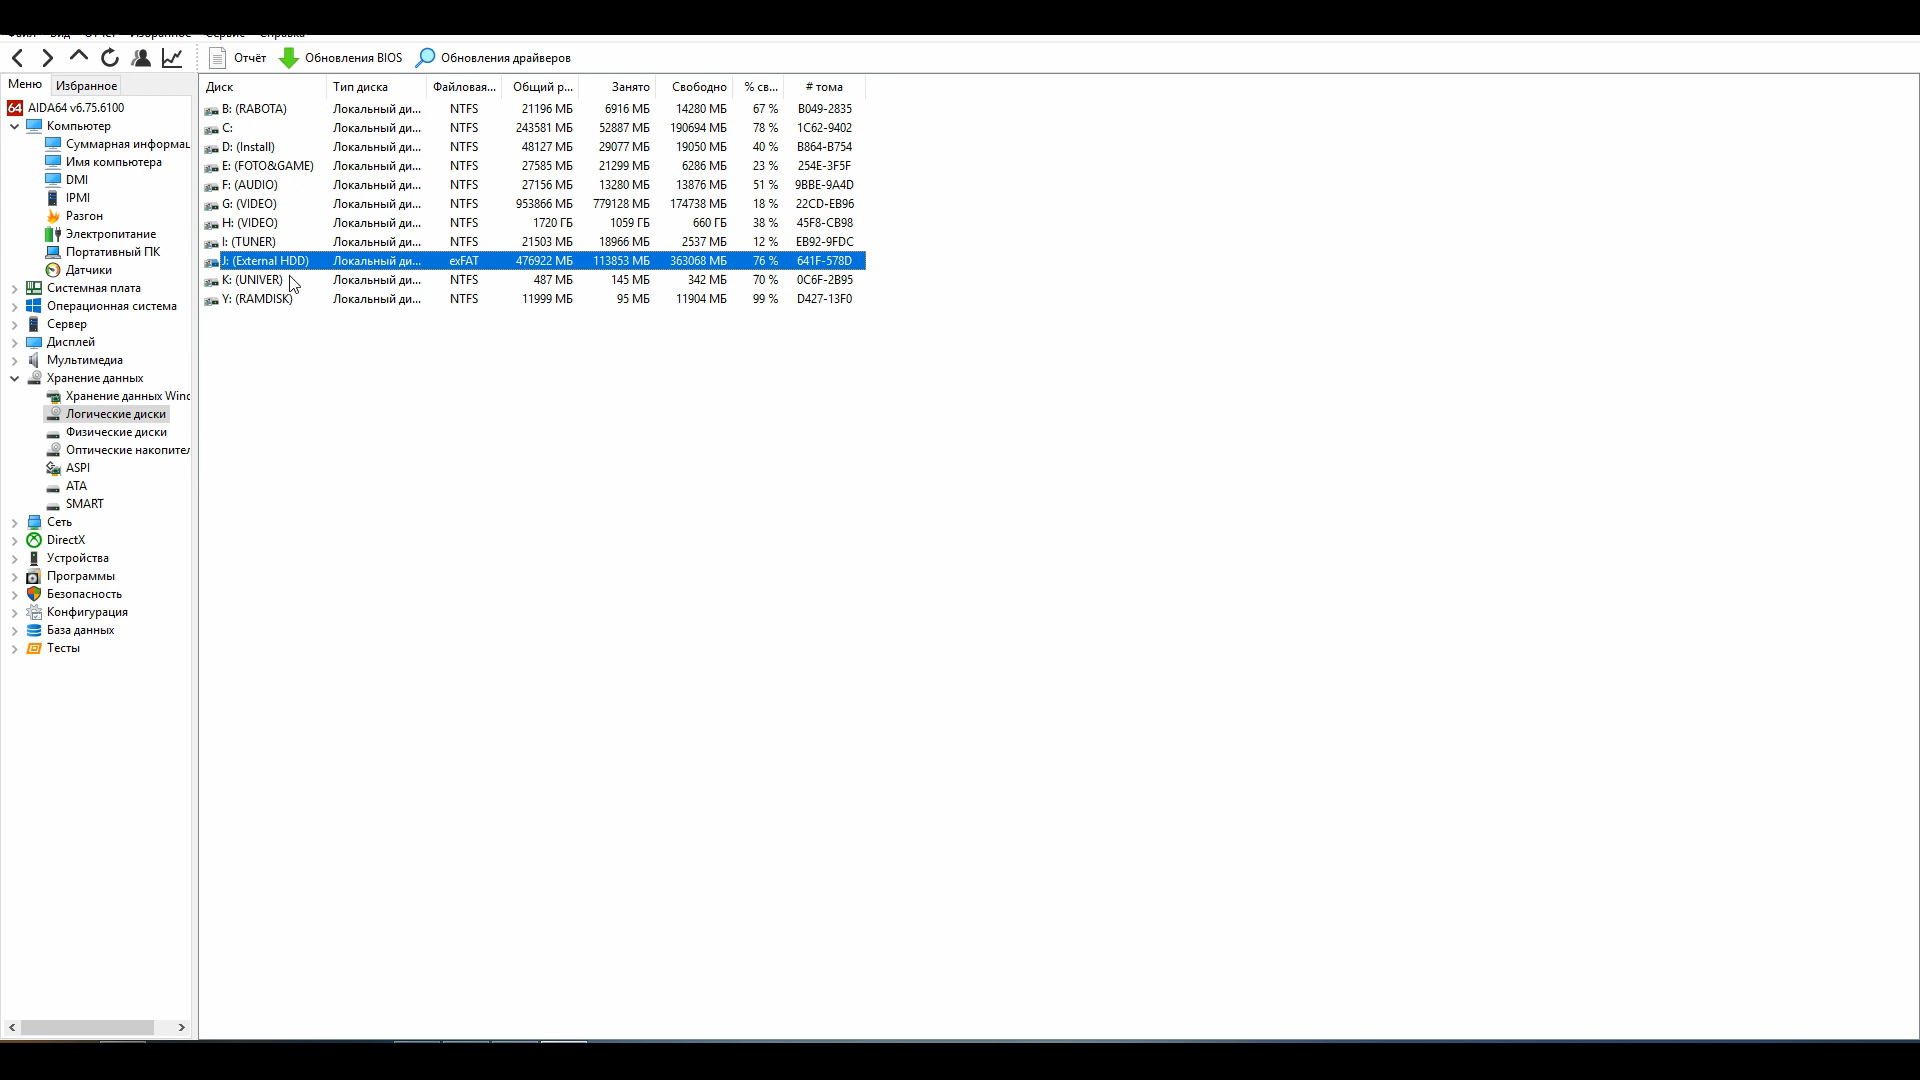 Файл Вид Отчёт Избранное Сервис Справка
Отчёт Обновления BIOS Обновления драйверов
Меню Избранное
AIDA64 v6.75.6100
Компьютер
Суммарная информац
Имя компьютера
DMI
IPMI
Разгон
Электропитание
Портативный ПК
Датчики
Системная плата
Операционная система
Сервер
Дисплей
Мультимедиа
Хранение данных
Хранение данных Winc
Логические диски
Физические диски
Оптические накопител
ASPI
ATA
SMART
Сеть
DirectX
Устройства
Программы
Безопасность
Конфигурация
База данных
Тесты
Диск Тип диска Файловая... Общий р... Занято Свободно % св... # тома
B: (RABOTA) Локальный ди... NTFS 21196 МБ 6916 МБ 14280 МБ 67 % B049-2835
C: Локальный ди... NTFS 243581 МБ 52887 МБ 190694 МБ 78 % 1C62-9402
D: (Install) Локальный ди... NTFS 48127 МБ 29077 МБ 19050 МБ 40 % B864-B754
E: (FOTO&GAME) Локальный ди... NTFS 27585 МБ 21299 МБ 6286 МБ 23 % 254E-3F5F
F: (AUDIO) Локальный ди... NTFS 27156 МБ 13280 МБ 13876 МБ 51 % 9BBE-9A4D
G: (VIDEO) Локальный ди... NTFS 953866 МБ 779128 МБ 174738 МБ 18 % 22CD-EB96
H: (VIDEO) Локальный ди... NTFS 1720 ГБ 1059 ГБ 660 ГБ 38 % 45F8-CB98
I: (TUNER) Локальный ди... NTFS 21503 МБ 18966 МБ 2537 МБ 12 % EB92-9FDC
J: (External HDD) Локальный ди... exFAT 476922 МБ 113853 МБ 363068 МБ 76 % 641F-578D
K: (UNIVER) Локальный ди... NTFS 487 МБ 145 МБ 342 МБ 70 % 0C6F-2B95
Y: (RAMDISK) Локальный ди... NTFS 11999 МБ 95 МБ 11904 МБ 99 % D427-13F0